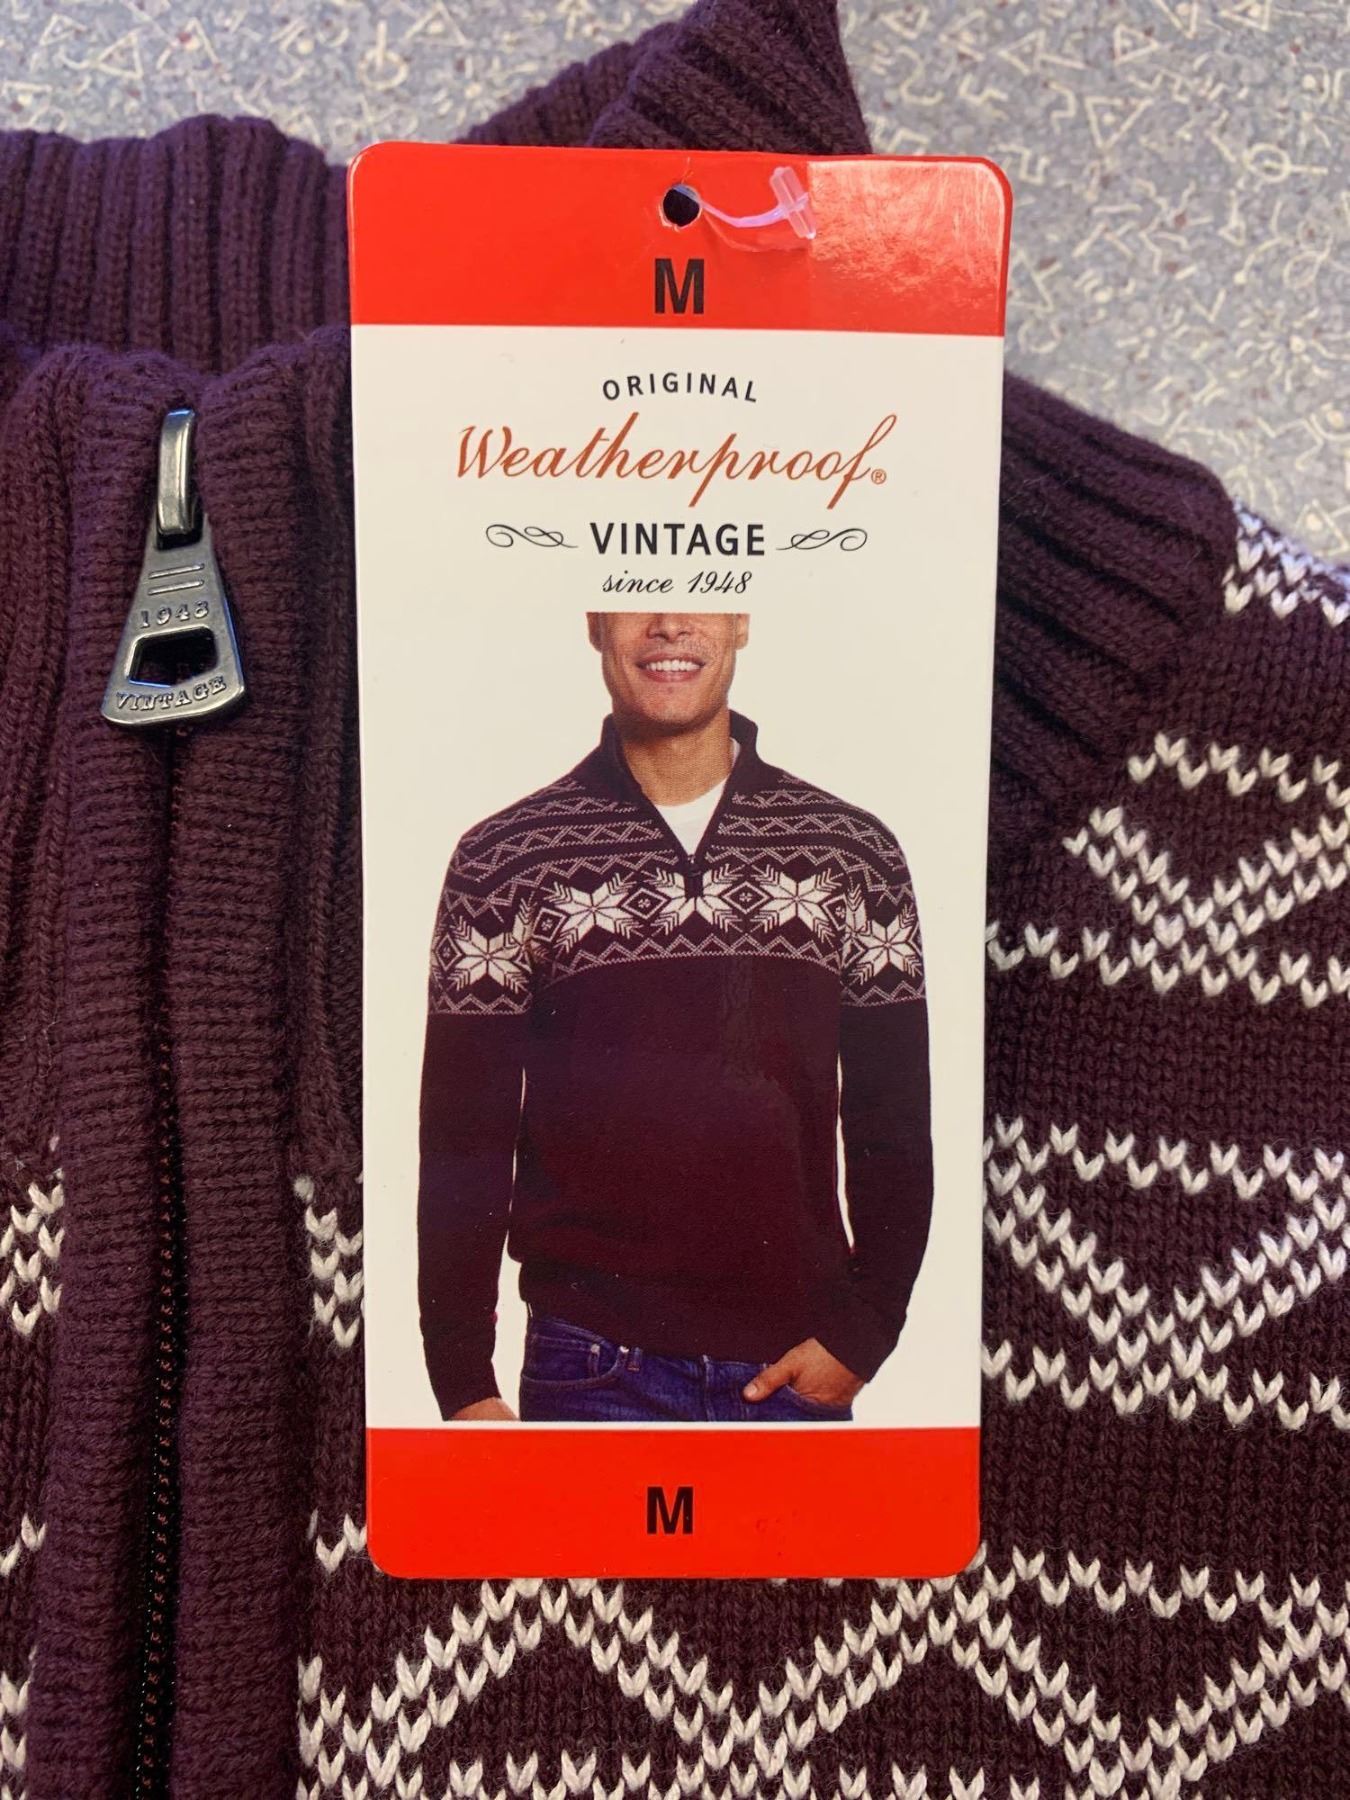 M
ORIGINAL
Weatherproof®
VINTAGE
since 1948
1948
VINTAGE
M